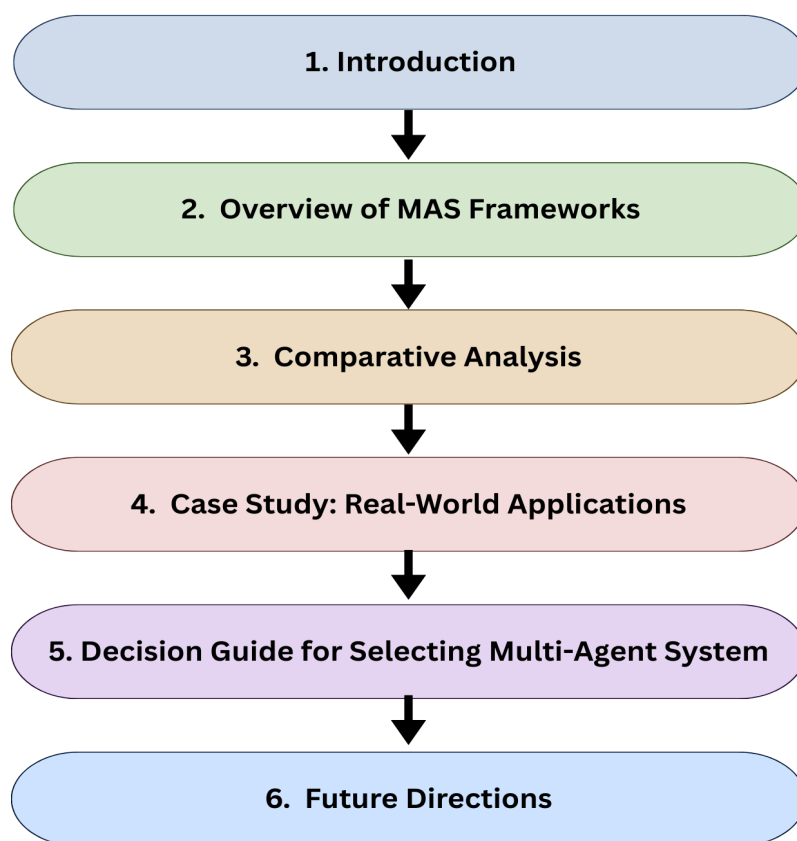 1. Introduction
2. Overview of MAS Frameworks
3. Comparative Analysis
4. Case Study: Real-World Applications
5. Decision Guide for Selecting Multi-Agent System
6. Future Directions